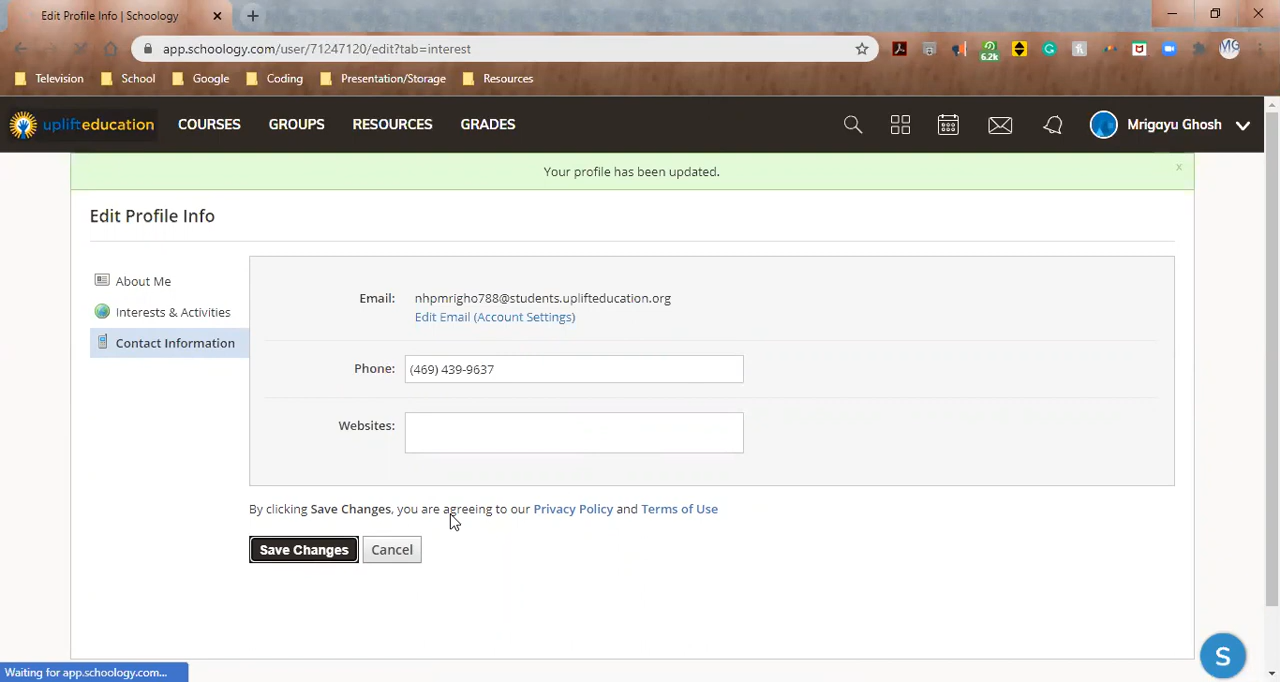 Edit Profile Info | Schoology
app.schoology.com/user/71247120/edit?tab=interest
6.2k
MG
Television School Google Coding Presentation/Storage Resources
uplifteducation COURSES GROUPS RESOURCES GRADES Mrigayu Ghosh
Your profile has been updated. x
Edit Profile Info
About Me
Interests & Activities
Contact Information
Email: nhpmrigho788@students.uplifteducation.org
Edit Email (Account Settings)
Phone: (469) 439-9637
Websites:
By clicking Save Changes, you are agreeing to our Privacy Policy and Terms of Use
Save Changes Cancel
S
Waiting for app.schoology.com...